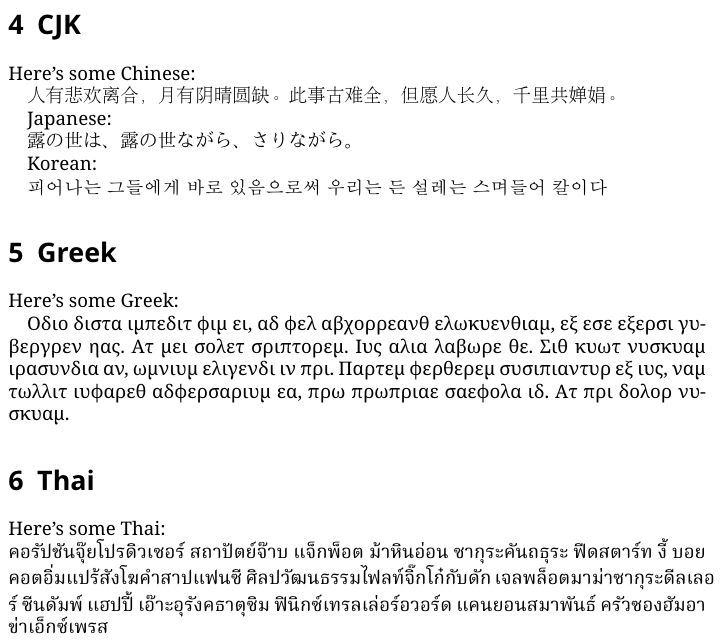 4 CJK
Here’s some Chinese:
人有悲欢离合，月有阴晴圆缺。此事古难全，但愿人长久，千里共婵娟。
Japanese:
露の世は、露の世ながら、さりながら。
Korean:
피어나는 그들에게 바로 있음으로써 우리는 든 설레는 스며들어 칼이다
5 Greek
Here’s some Greek:
Οδιο διστα ιμπεδιτ φιμ ει, αδ φελ αβχορρεανθ ελωκυενθιαμ, εξ εσε εξερσι γυ-
βεργρεν ηας. Ατ μει σολετ σριπτορεμ. Ιυς αλια λαβωρε θε. Σιθ κυωτ νυσκυαμ
ιρασυνδια αν, ωμνιυμ ελιγενδι ιν πρι. Παρτεμ φερθερεμ συσιπιαντυρ εξ ιυς, ναμ
τωλλιτ ιυφαρεθ αδφερσαριυμ εα, πρω πρωπριαε σαεφολα ιδ. Ατ πρι δολορ νυ-
σκυαμ.
6 Thai
Here’s some Thai:
คอรัปชันจุ๊ยโปรดิวเซอร์ สถาปัตย์จ๊าบ แจ็กพ็อต ม้าหินอ่อน ซากุระคันถธุระ ฟีดสตาร์ท งี้ บอย
คอตอิ่มแปร้สังโฆคำสาปแฟนซี ศิลปวัฒนธรรมไฟลท์จิ๊กโก๋กับดัก เจลพล็อตมาม่าซากุระดีลเลอ
ร์ ซีนดัมพ์ แฮปปี้ เอ๊าะอุรังคธาตุซิม ฟินิกซ์เทรลเล่อร์อวอร์ด แคนยอนสมาพันธ์ ครัวซองฮัมอา
ข่าเอ็กซ์เพรส